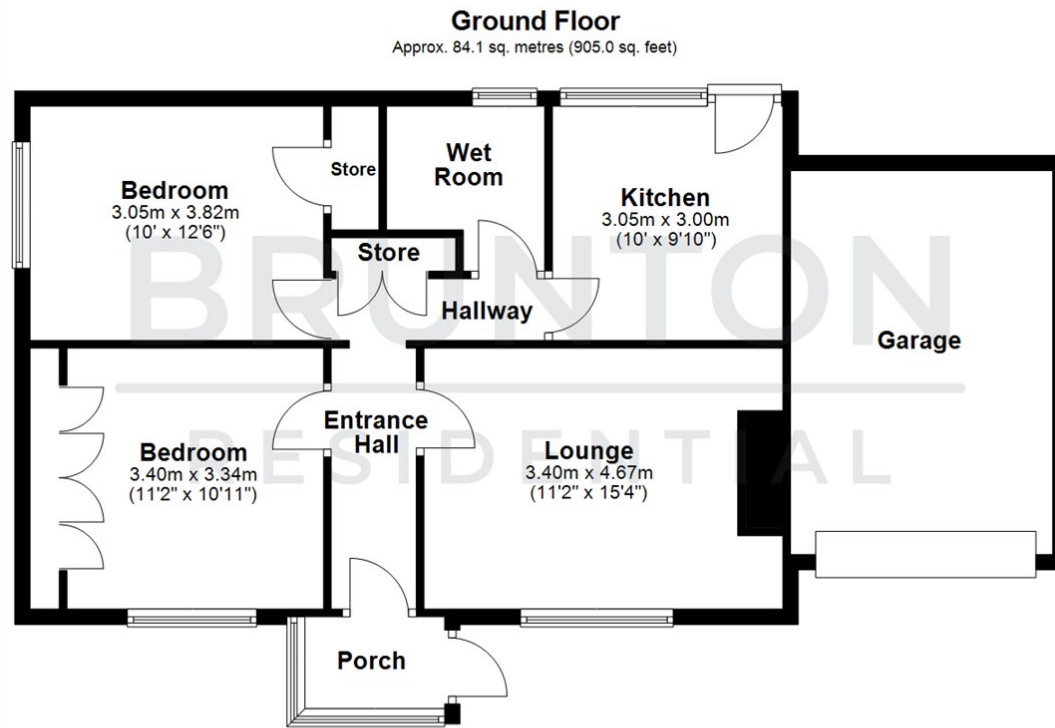 Ground Floor
Approx. 84.1 sq. metres (905.0 sq. feet)
Bedroom
3.05m x 3.82m
(10' x 12'6")
Store
Wet
Room
Kitchen
3.05m x 3.00m
(10' x 9'10")
Store
Hallway
Garage
BRUNTON
RESIDENTIAL
Bedroom
3.40m x 3.34m
(11'2" x 10'11")
Entrance
Hall
Lounge
3.40m x 4.67m
(11'2" x 15'4")
Porch